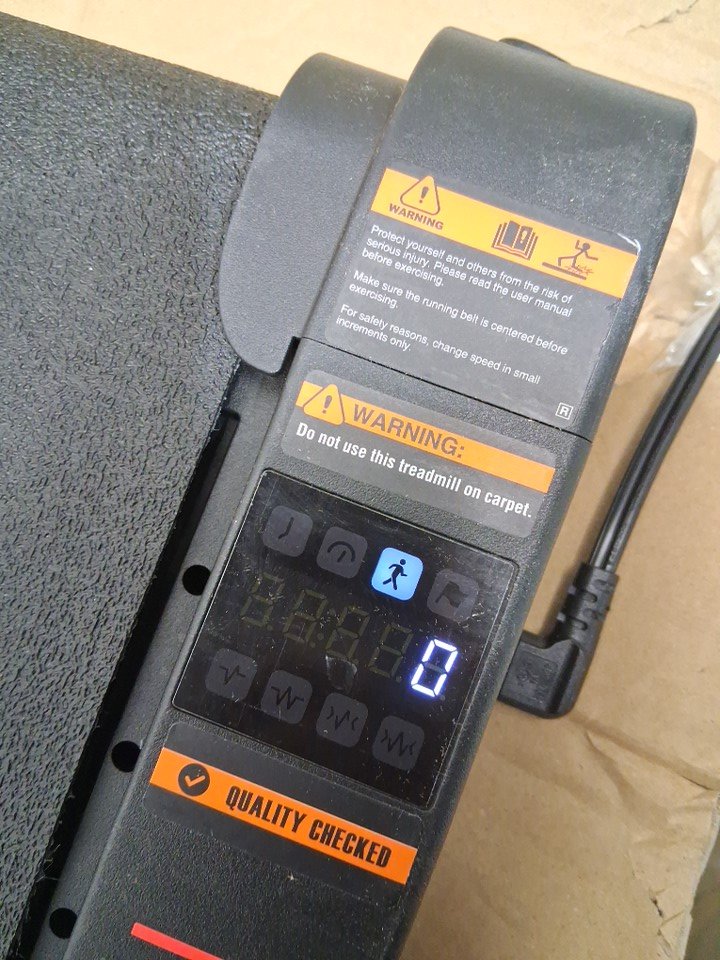 WARNING
Protect yourself and others from the risk of
serious injury. Please read the user manual
before exercising.
Make sure the running belt is centered before
exercising.
For safety reasons, change speed in small
increments only.
R
WARNING:
Do not use this treadmill on carpet.
0
QUALITY CHECKED